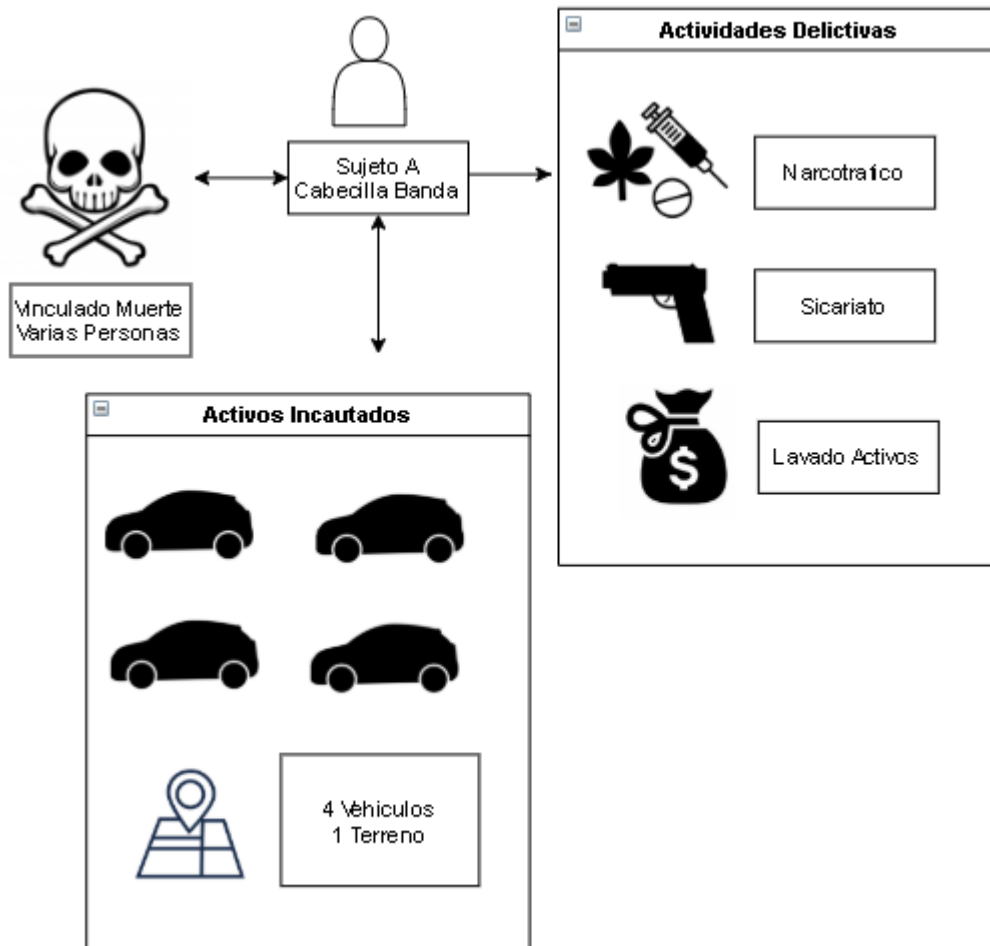 Actividades Delictivas
Sujeto A
Cabecilla Banda
Narcotrafico
Vinculado Muerte
Varias Personas
Sicariato
Activos Incautados
Lavado Activos
$
4 Vehiculos
1 Terreno